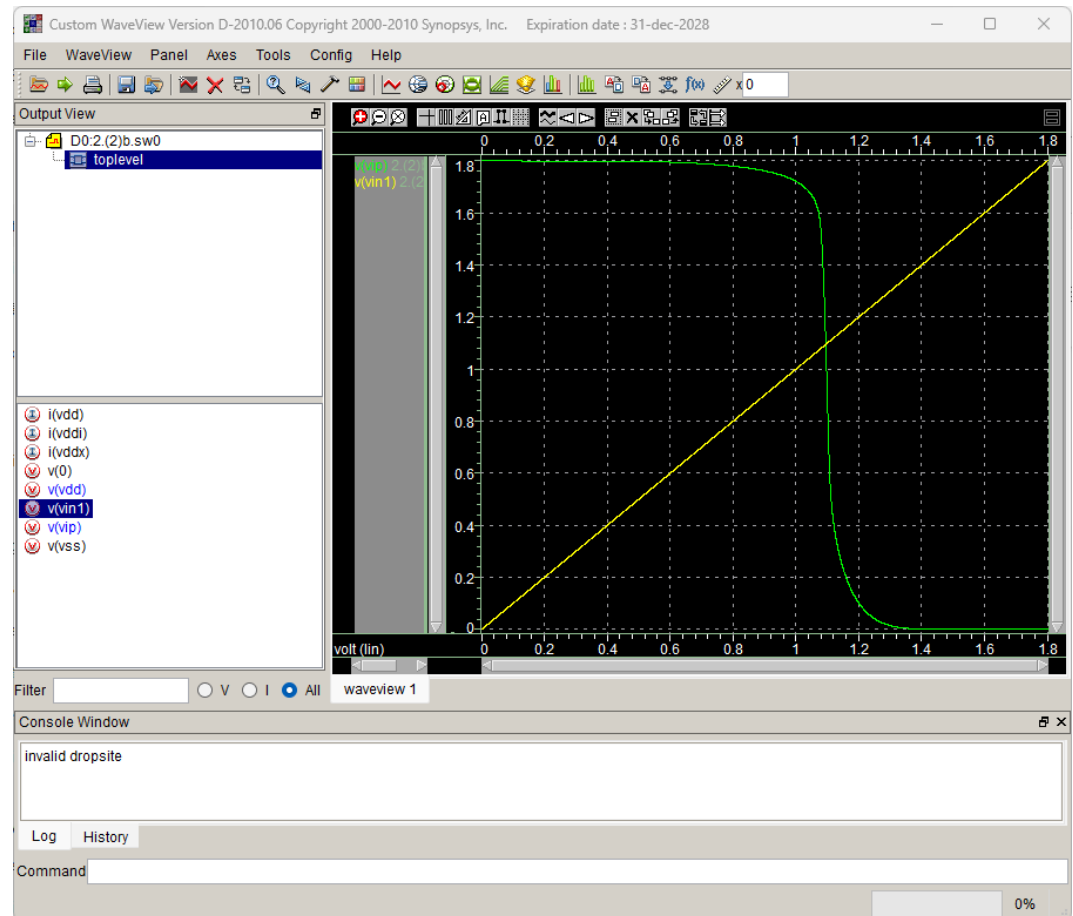 Custom WaveView Version D-2010.06 Copyright 2000-2010 Synopsys, Inc. Expiration date : 31-dec-2028
File WaveView Panel Axes Tools Config Help
f(x) x 0
Output View
D0:2.(2)b.sw0
toplevel
i(vdd)
i(vddi)
i(vddx)
v(0)
v(vdd)
v(vin1)
v(vip)
v(vss)
Filter V I All
0 0.2 0.4 0.6 0.8 1 1.2 1.4 1.6 1.8
v(vip) 2.(2)
v(vin1) 2.(2
1.8
1.6
1.4
1.2
1
0.8
0.6
0.4
0.2
0
volt (lin) 0 0.2 0.4 0.6 0.8 1 1.2 1.4 1.6 1.8
waveview 1
Console Window
invalid dropsite
Log History
Command
0%